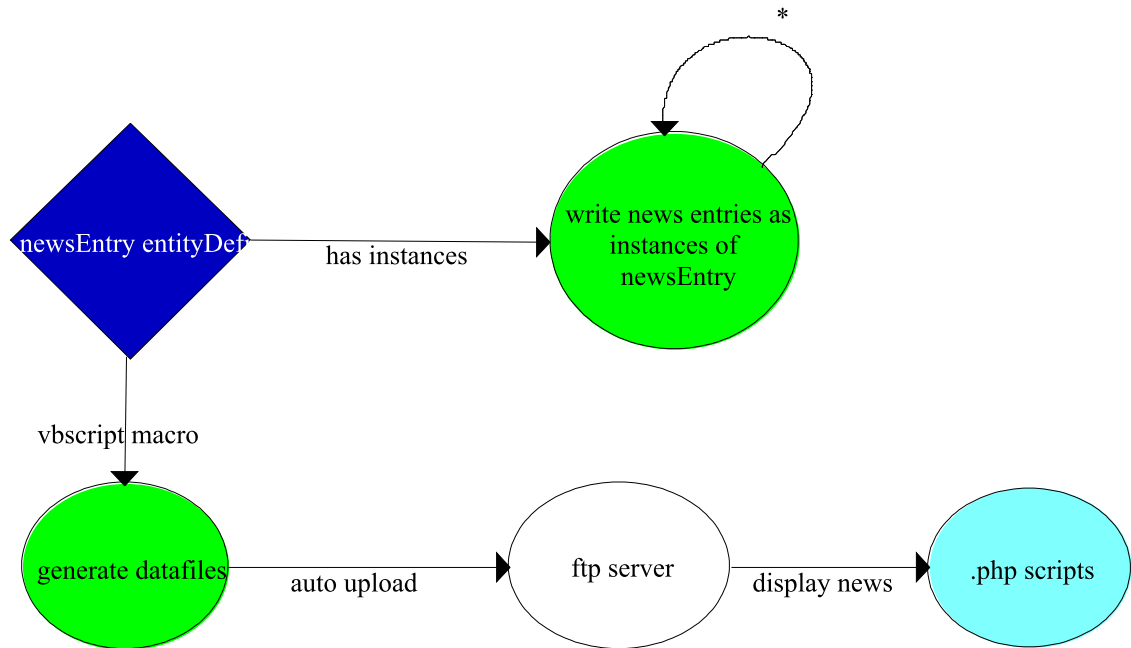 *
write news entries as
instances of
newsEntry
newsEntry entityDef
has instances
vbscript macro
generate datafiles
auto upload
ftp server
display news
.php scripts